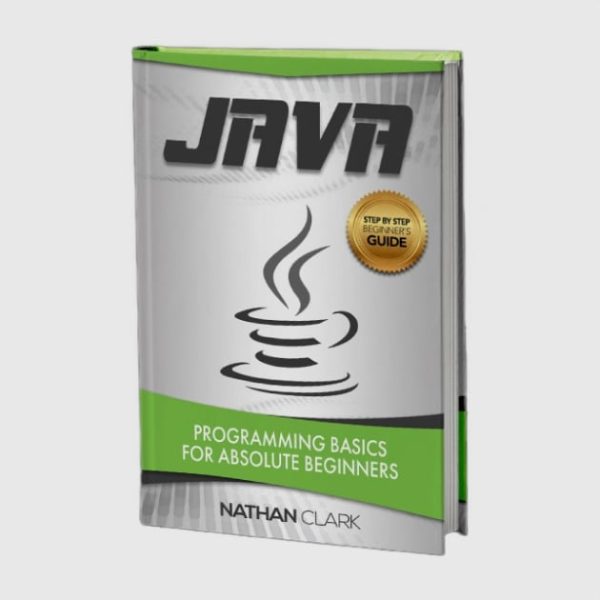 JAVA
STEP BY STEP
BEGINNER'S
GUIDE
PROGRAMMING BASICS
FOR ABSOLUTE BEGINNERS
NATHAN CLARK